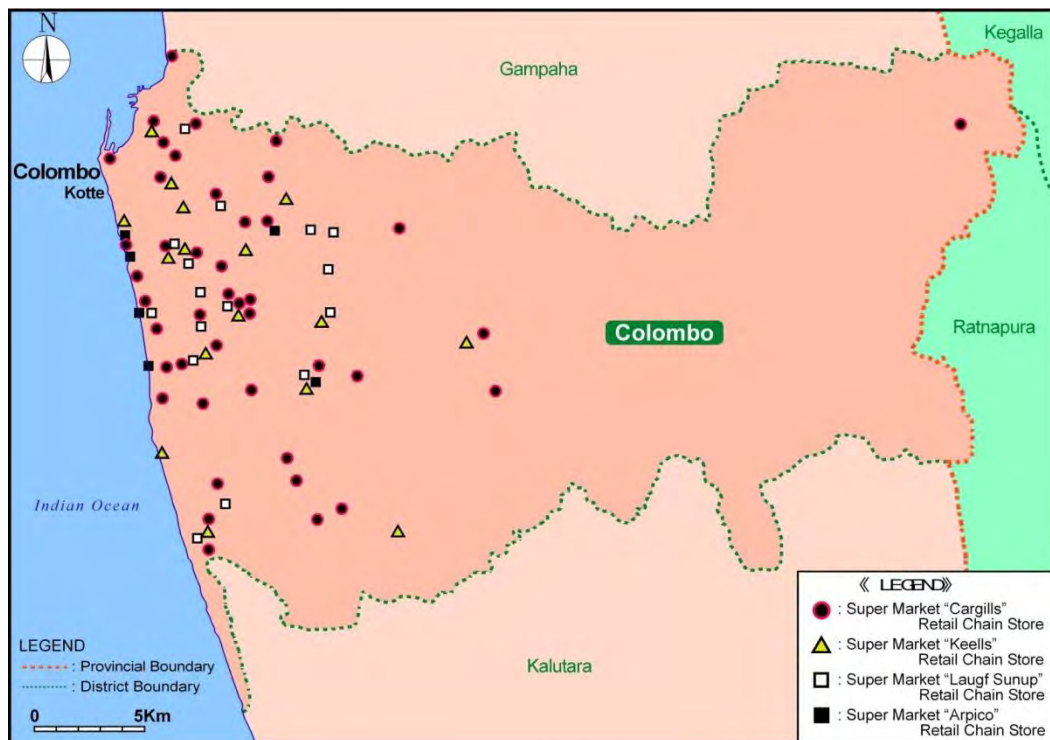 N
Kegalla
Gampaha
Colombo
Kotte
Colombo
Ratnapura
Indian Ocean
Kalutara
LEGEND
: Provincial Boundary
: District Boundary
0 5Km
《 LEGEND》
: Super Market “Cargills”
Retail Chain Store
: Super Market “Keells”
Retail Chain Store
: Super Market “Laugf Sunup”
Retail Chain Store
: Super Market “Arpico”
Retail Chain Store